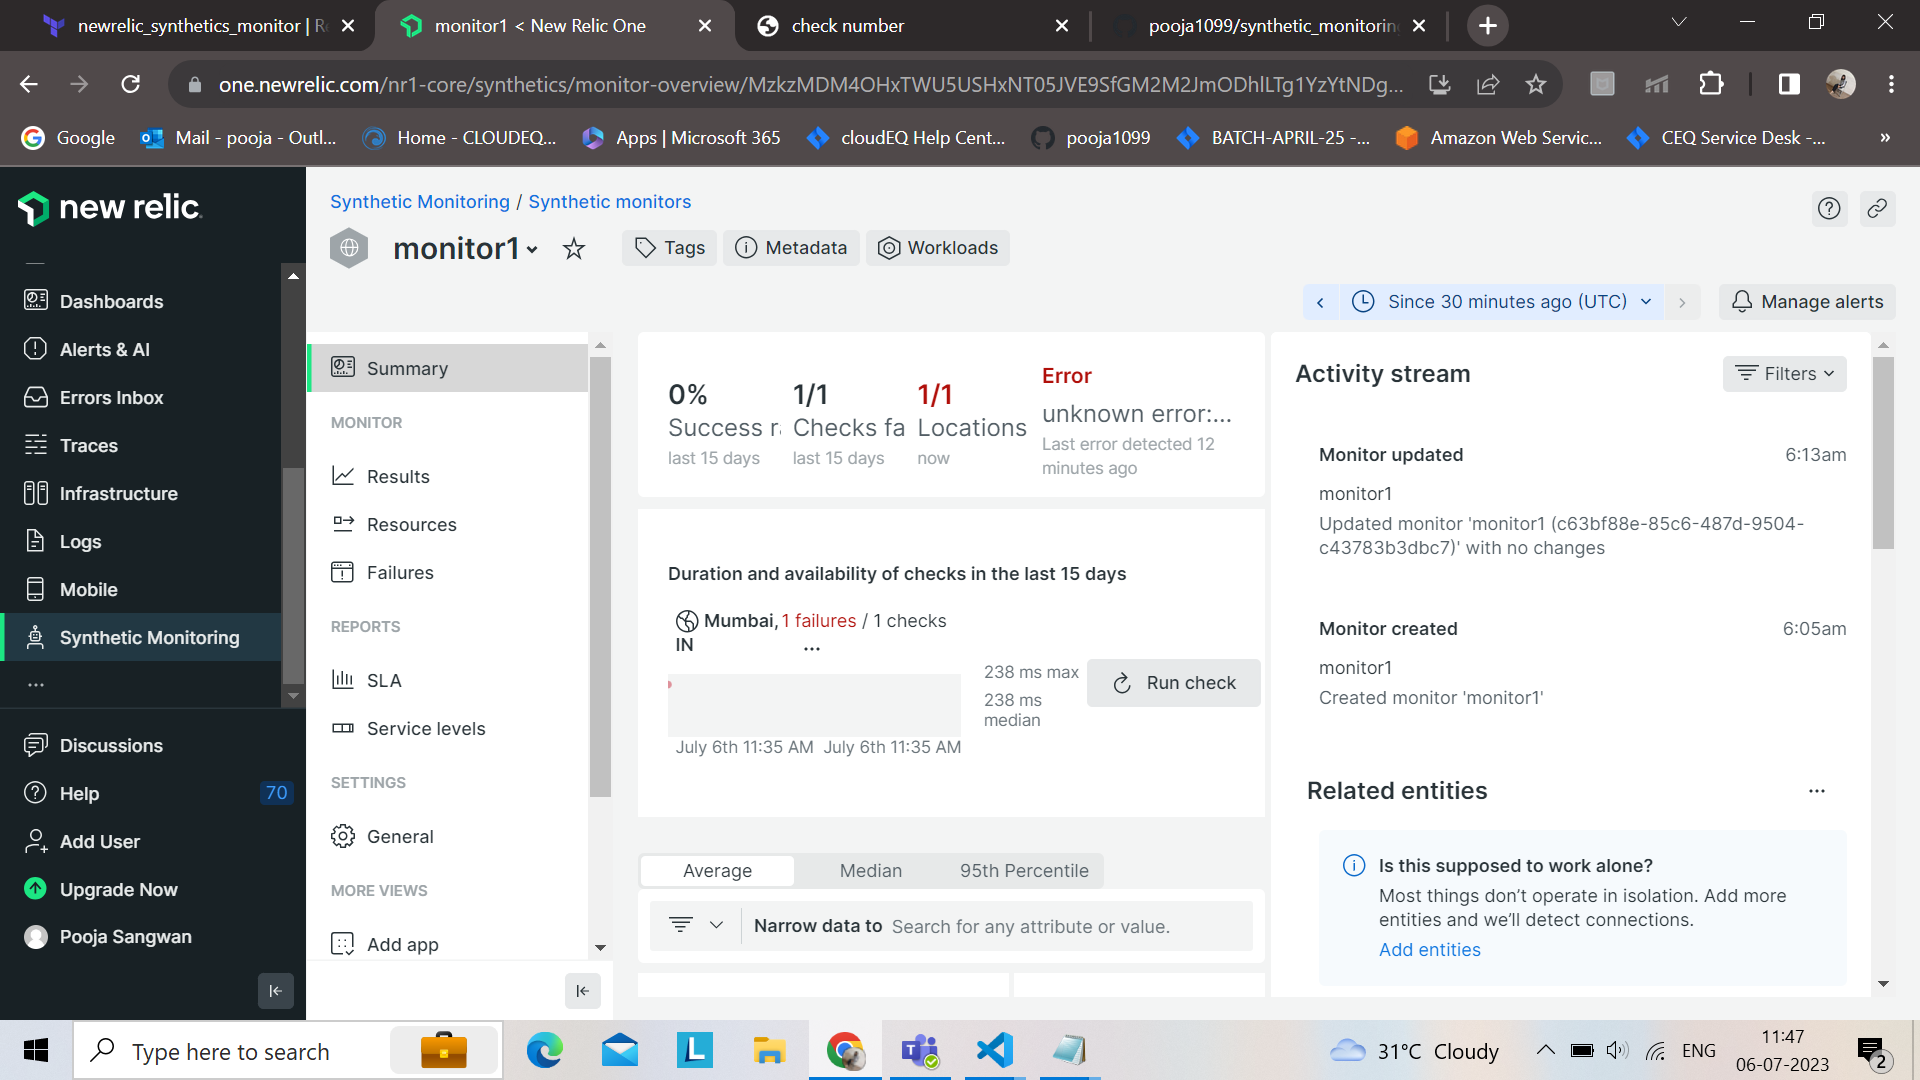 newrelic_synthetics_monitor | Re
monitor1 < New Relic One
check number
pooja1099/synthetic_monitoring
one.newrelic.com/nr1-core/synthetics/monitor-overview/MzkzMDM4OHxTWU5USHxNT05JVE9SfGM2M2JmODhlLTg1YzYtNDg...
Google
Mail - pooja - Outl...
Home - CLOUDEQ...
Apps | Microsoft 365
cloudEQ Help Cent...
pooja1099
BATCH-APRIL-25 -...
Amazon Web Servic...
CEQ Service Desk -...
»
new relic.
Dashboards
Alerts & AI
Errors Inbox
Traces
Infrastructure
Logs
Mobile
Synthetic Monitoring
...
Discussions
Help 70
Add User
Upgrade Now
Pooja Sangwan
Synthetic Monitoring / Synthetic monitors
monitor1
Tags
Metadata
Workloads
Since 30 minutes ago (UTC)
Manage alerts
Summary
MONITOR
Results
Resources
Failures
REPORTS
SLA
Service levels
SETTINGS
General
MORE VIEWS
Add app
0%
Success ra
last 15 days
1/1
Checks fa
last 15 days
1/1
Locations
now
Error
unknown error:...
Last error detected 12
minutes ago
Duration and availability of checks in the last 15 days
Mumbai, 1 failures / 1 checks
IN ...
238 ms max
238 ms
median
Run check
July 6th 11:35 AM July 6th 11:35 AM
Average
Median
95th Percentile
Narrow data to Search for any attribute or value.
Activity stream
Filters
Monitor updated 6:13am
monitor1
Updated monitor 'monitor1 (c63bf88e-85c6-487d-9504-
c43783b3dbc7)' with no changes
Monitor created 6:05am
monitor1
Created monitor 'monitor1'
Related entities ...
Is this supposed to work alone?
Most things don’t operate in isolation. Add more
entities and we’ll detect connections.
Add entities
Type here to search
31°C Cloudy
ENG
11:47
06-07-2023
2